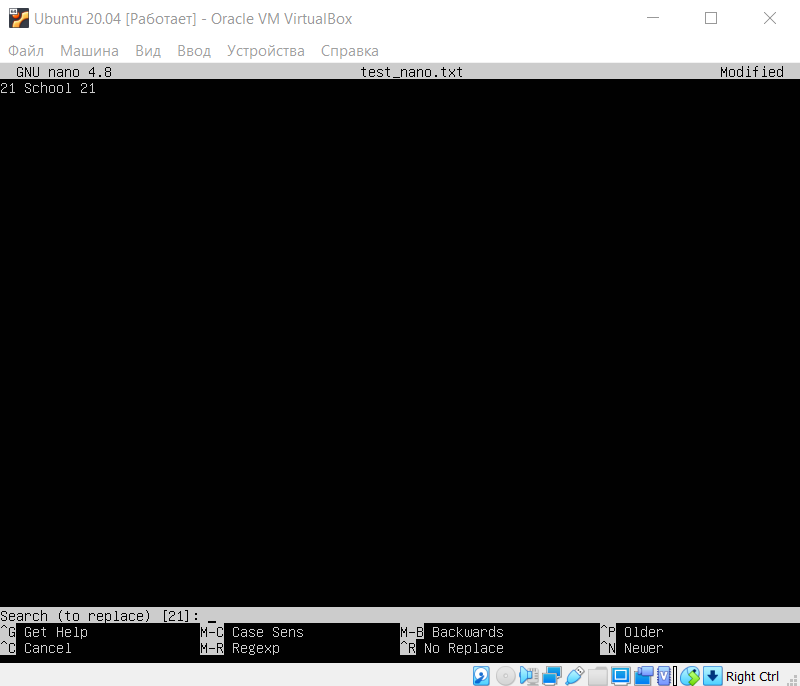 Ubuntu 20.04 [Работает] - Oracle VM VirtualBox
Файл Машина Вид Ввод Устройства Справка
GNU nano 4.8 test_nano.txt Modified
21 School 21
Search (to replace) [21]: _
^G Get Help M-C Case Sens M-B Backwards ^P Older
^C Cancel M-R Regexp ^R No Replace ^N Newer
Right Ctrl